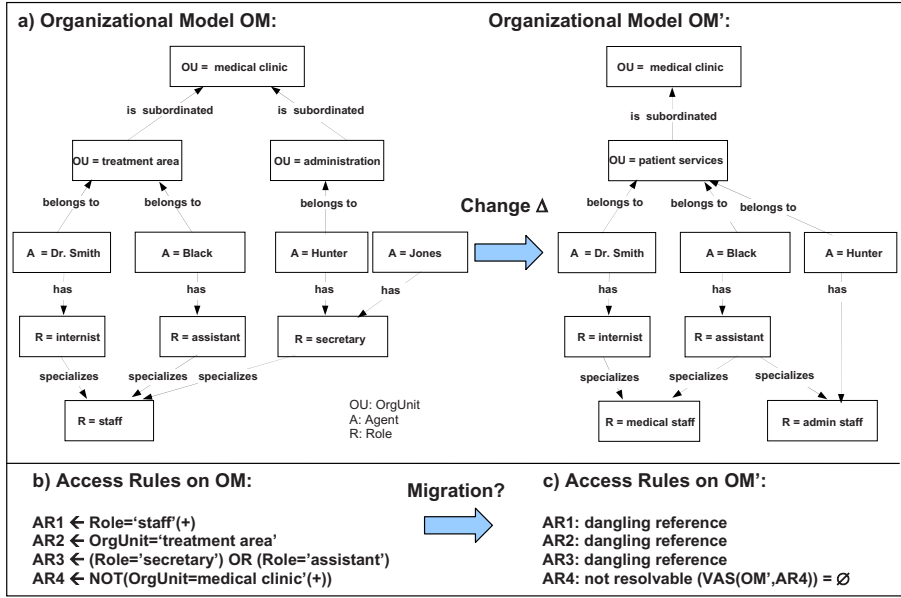 a) Organizational Model OM:
OU = medical clinic
is subordinated
is subordinated
OU = treatment area
OU = administration
belongs to
belongs to
belongs to
A = Dr. Smith
A = Black
A = Hunter
A = Jones
has
has
has
has
R = internist
R = assistant
R = secretary
specializes
specializes
specializes
R = staff
OU: OrgUnit
A: Agent
R: Role
Change Δ
Organizational Model OM’:
OU = medical clinic
is subordinated
OU = patient services
belongs to
belongs to
belongs to
A = Dr. Smith
A = Black
A = Hunter
has
has
has
R = internist
R = assistant
specializes
specializes
specializes
R = medical staff
R = admin staff
b) Access Rules on OM:
AR1 ← Role=‘staff’(+)
AR2 ← OrgUnit=‘treatment area’
AR3 ← (Role=’secretary’) OR (Role=’assistant’)
AR4 ← NOT(OrgUnit=medical clinic’(+))
Migration?
c) Access Rules on OM’:
AR1: dangling reference
AR2: dangling reference
AR3: dangling reference
AR4: not resolvable (VAS(OM’,AR4)) = ∅